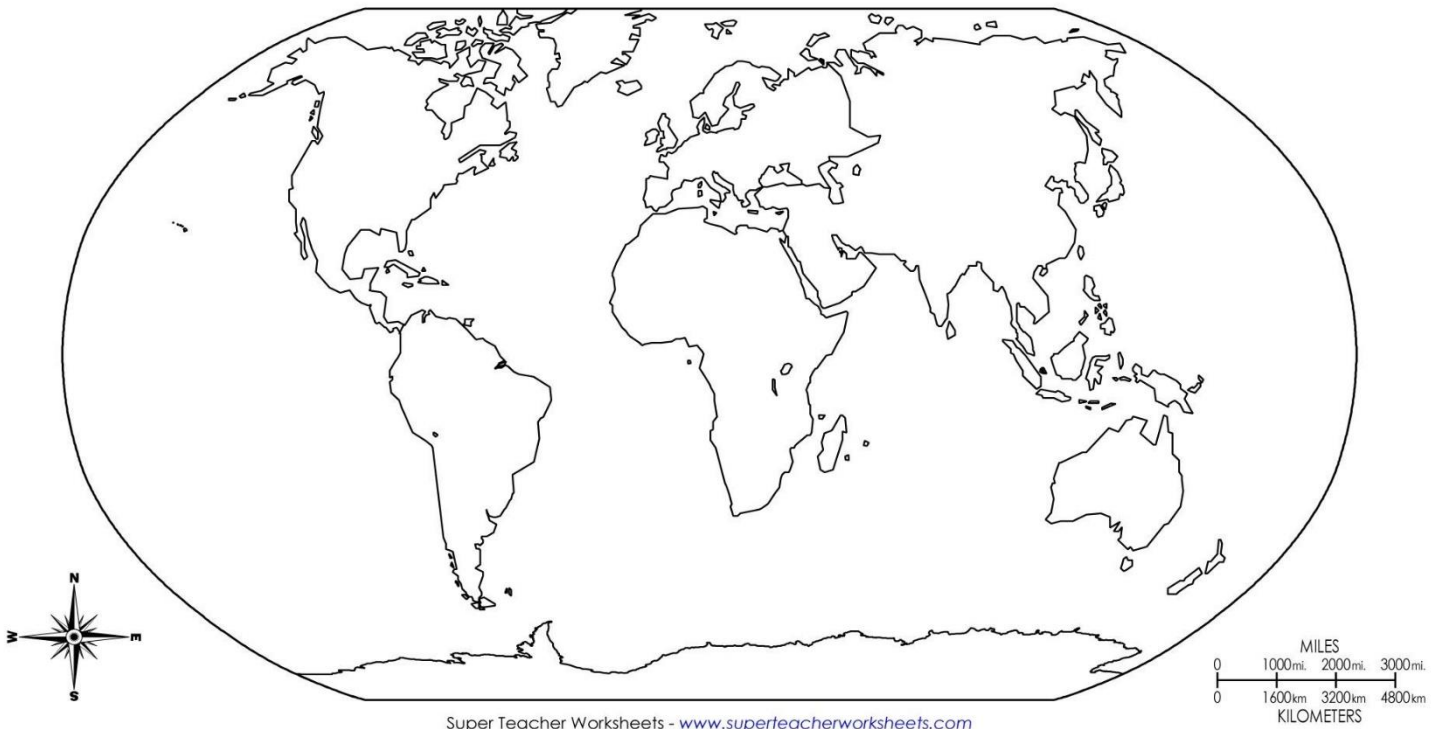 N
W E
S
MILES
0 1000mi. 2000mi. 3000mi.
0 1600km 3200km 4800km
KILOMETERS
Super Teacher Worksheets - www.superteacherworksheets.com